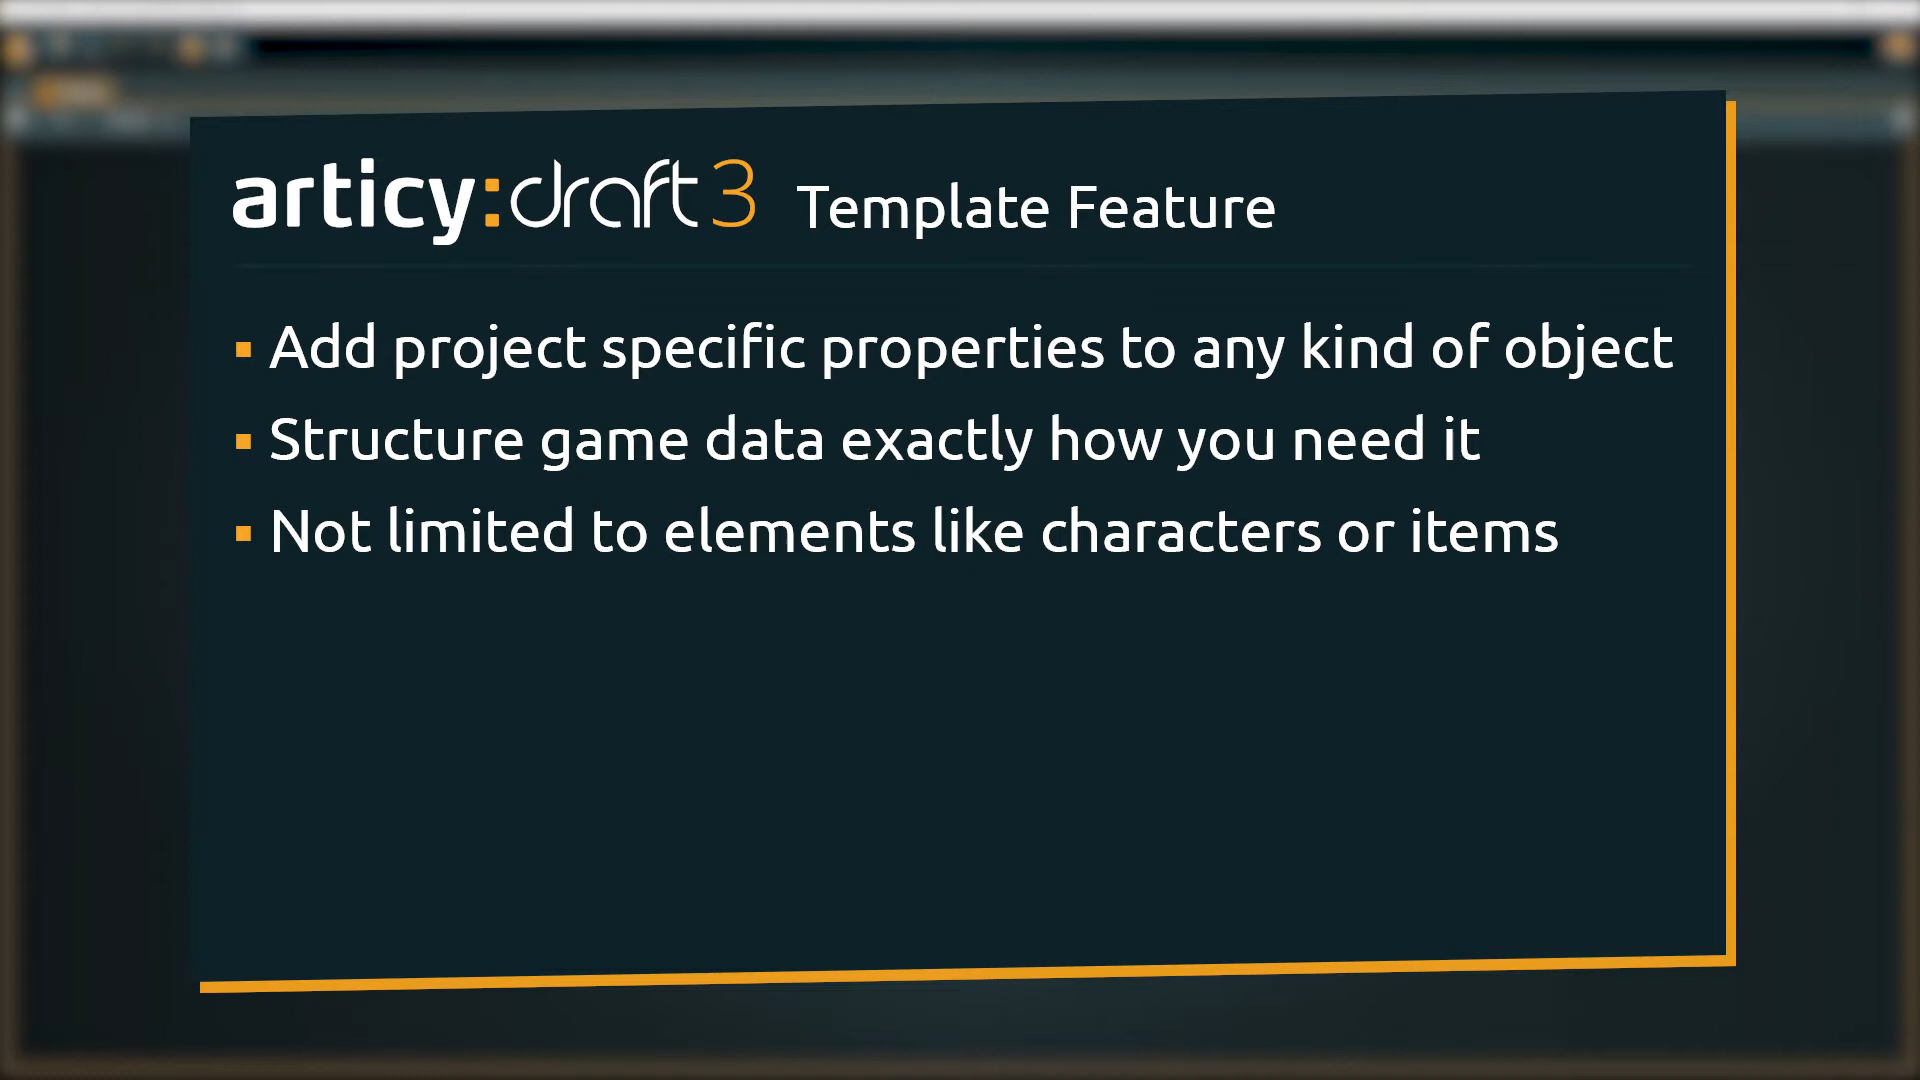 articy:draft 3 Template Feature
Add project specific properties to any kind of object
Structure game data exactly how you need it
Not limited to elements like characters or items